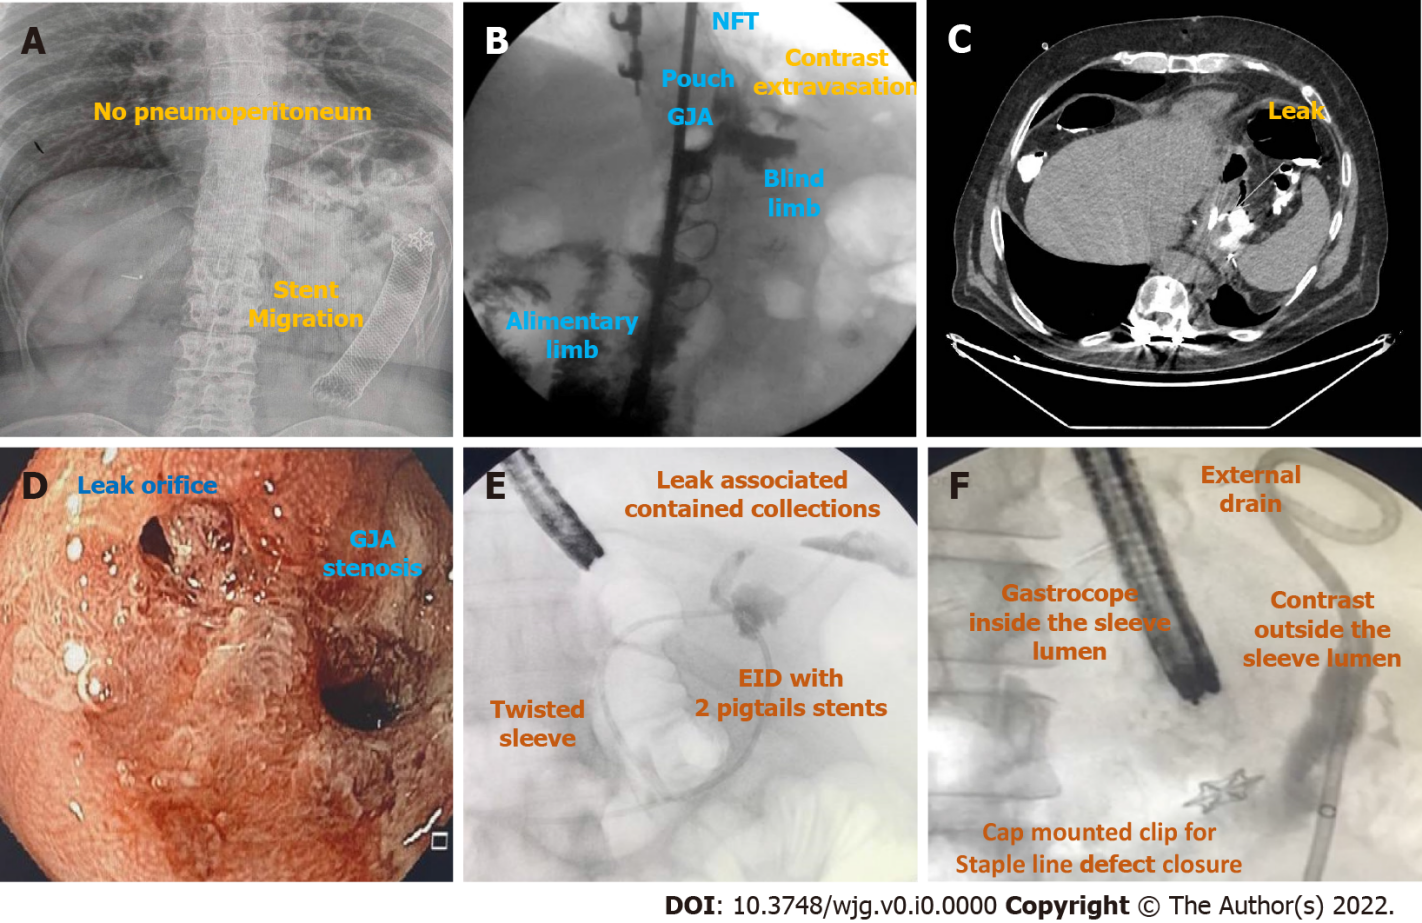 A
No pneumoperitoneum
Stent
Migration
B
NFT
Contrast
extravasation
Pouch
GJA
Blind
limb
Alimentary
limb
C
Leak
D
Leak orifice
GJA
stenosis
E
Leak associated
contained collections
EID with
2 pigtails stents
Twisted
sleeve
F
External
drain
Gastrocope
inside the sleeve
lumen
Contrast
outside the
sleeve lumen
Cap mounted clip for
Staple line defect closure
DOI: 10.3748/wjg.v0.i0.0000 Copyright © The Author(s) 2022.